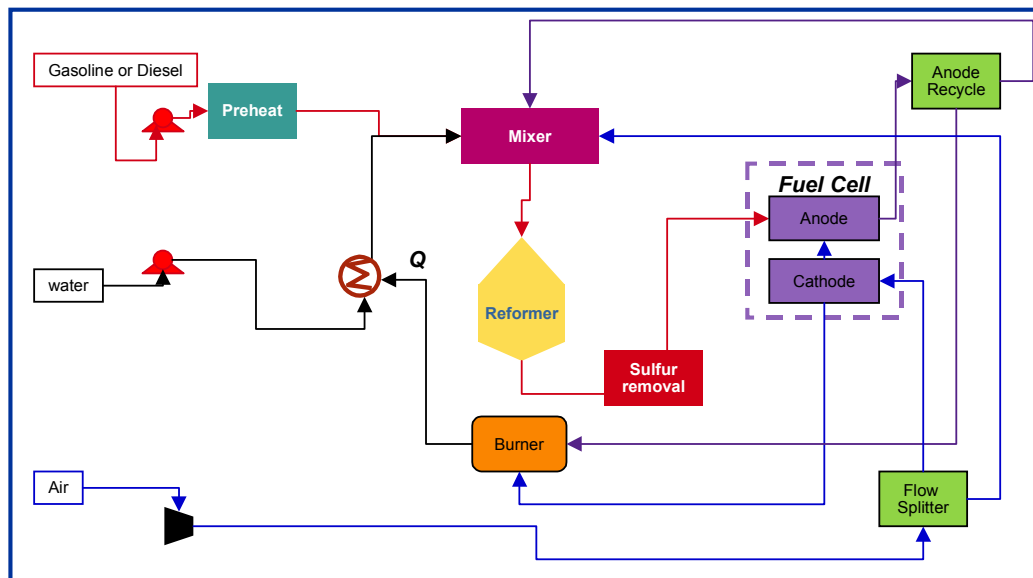 Gasoline or Diesel
Preheat
Mixer
Anode
Recycle
Fuel Cell
Anode
Cathode
water
Q
Reformer
Sulfur
removal
Burner
Air
Flow
Splitter